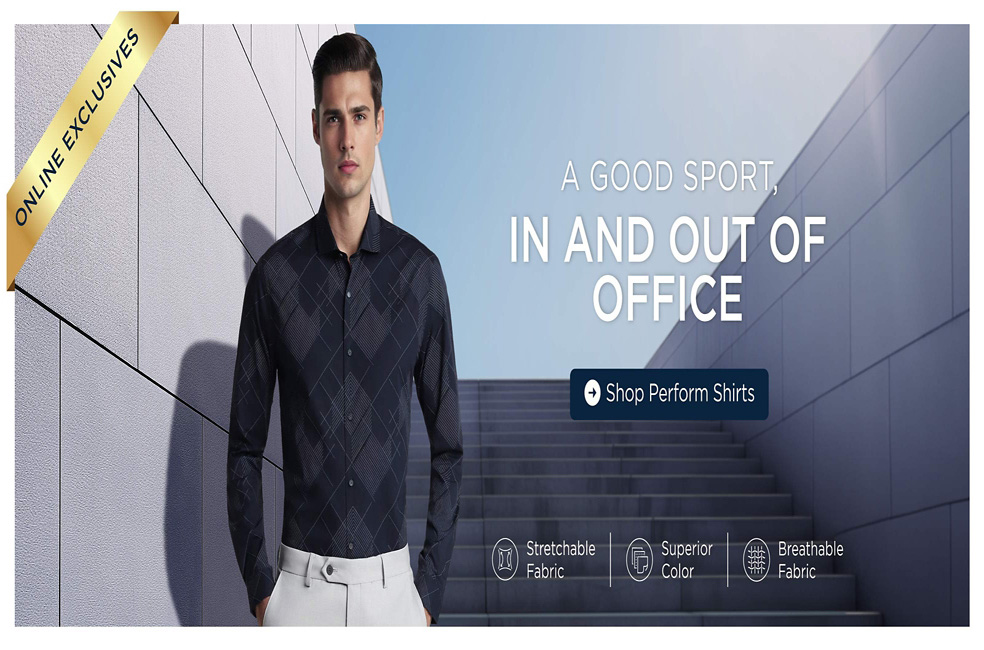 ONLINE EXCLUSIVES
A GOOD SPORT,
IN AND OUT OF
OFFICE
Shop Perform Shirts
Stretchable
Fabric
Superior
Color
Breathable
Fabric